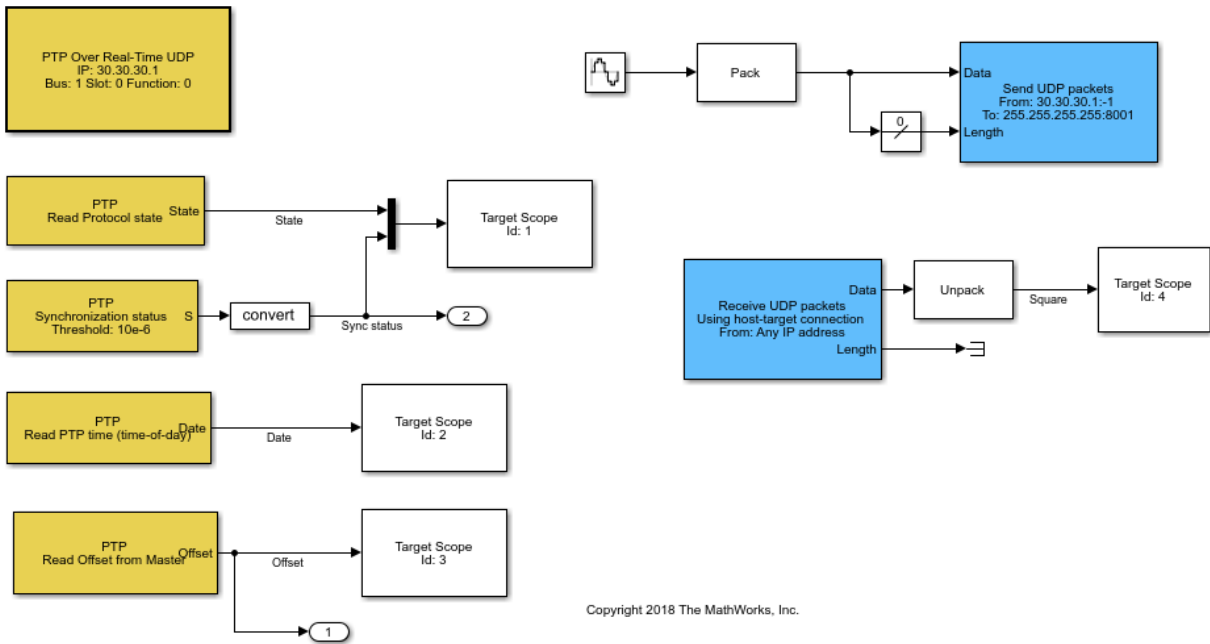 PTP Over Real-Time UDP
IP: 30.30.30.1
Bus: 1 Slot: 0 Function: 0
Pack
Data
Send UDP packets
From: 30.30.30.1:-1
To: 255.255.255.255:8001
Length
0
PTP
Read Protocol state
State
State
Target Scope
Id: 1
PTP
Synchronization status
Threshold: 10e-6
S
convert
Sync status
2
Receive UDP packets
Using host-target connection
From: Any IP address
Data
Length
Unpack
Square
Target Scope
Id: 4
PTP
Read PTP time (time-of-day)
Date
Date
Target Scope
Id: 2
PTP
Read Offset from Master
Offset
Offset
Target Scope
Id: 3
1
Copyright 2018 The MathWorks, Inc.